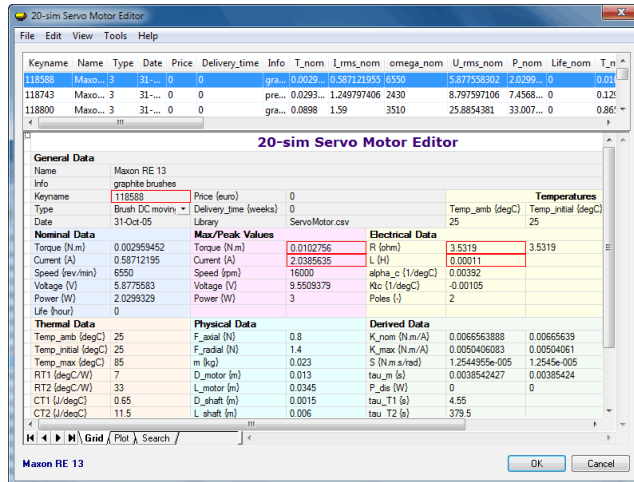 20-sim Servo Motor Editor
File Edit View Tools Help
Keyname Name Type Date Price Delivery_time Info T_nom I_rms_nom omega_nom U_rms_nom P_nom Life_nom T_n
118588 Maxo... 3 31-... 0 0 gra... 0.0029... 0.587121955 6550 5.877558302 2.0299... 0
118743 Maxo... 3 31-... 0 0 pre... 0.0293... 1.249797406 2430 8.797597106 7.4568... 0 0.129
118800 Maxo... 3 31-... 0 0 gra... 0.0898 1.59 3510 25.8854381 33.007... 0 0.865
20-sim Servo Motor Editor
General Data
Name Maxon RE 13
Info graphite brushes
Keyname 118588 Price {euro} 0 Temperatures
Type Brush DC moving Delivery_time {weeks} 0 Temp_amb {degC} Temp_initial {degC}
Date 31-Oct-05 Library ServoMotor.csv 25 25
Nominal Data Max/Peak Values Electrical Data
Torque {N.m} 0.002959452 Torque {N.m} 0.0102756 R {ohm} 3.5319 3.5319
Current {A} 0.58712195 Current {A} 2.0385635 L {H} 0.00011
Speed {rev/min} 6550 Speed {rpm} 16000 alpha_c {1/degC} 0.00392
Voltage {V} 5.8775583 Voltage {V} 9.5509379 Ktc {1/degC} -0.00105
Power {W} 2.0299329 Power {W} 3 Poles {-} 2
Life {hour} 0
Thermal Data Physical Data Derived Data
Temp_amb {degC} 25 F_axial {N} 0.8 K_nom {N.m/A} 0.0066563888 0.00665639
Temp_initial {degC} 25 F_radial {N} 1.4 K_max {N.m/A} 0.0050406083 0.00504061
Temp_max {degC} 85 m {kg} 0.023 S {N.m.s/rad} 1.2544955e-005 1.2545e-005
RT1 {degC/W} 7 D_motor {m} 0.013 tau_m {s} 0.0038542427 0.00385424
RT2 {degC/W} 33 L_motor {m} 0.0345 P_dis {W} 0 0
CT1 {J/degC} 0.65 D_shaft {m} 0.0015 tau_T1 {s} 4.55
CT2 {J/degC} 11.5 L_shaft {m} 0.006 tau_T2 {s} 379.5
Grid Plot Search
Maxon RE 13 OK Cancel